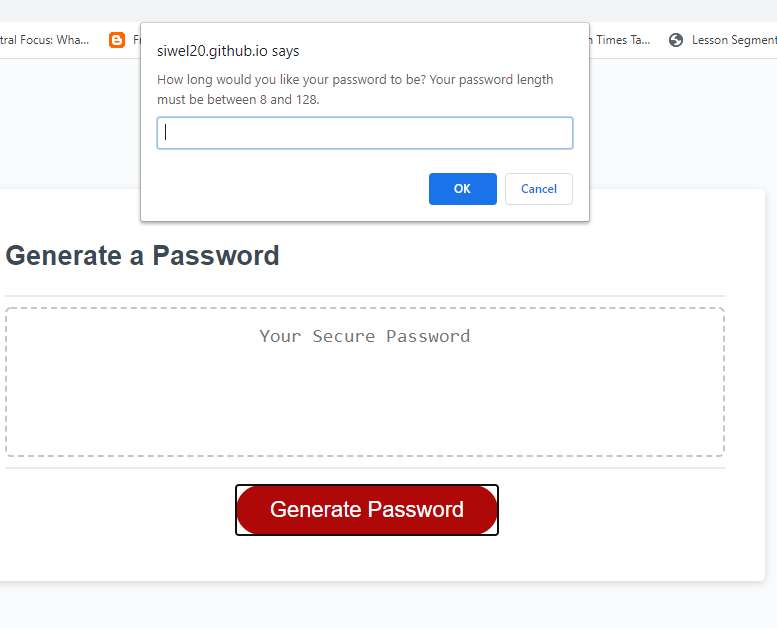 tral Focus: Wha...
Times Ta...
Lesson Segment
siwel20.github.io says
How long would you like your password to be? Your password length
must be between 8 and 128.
OK
Cancel
Generate a Password
Your Secure Password
Generate Password